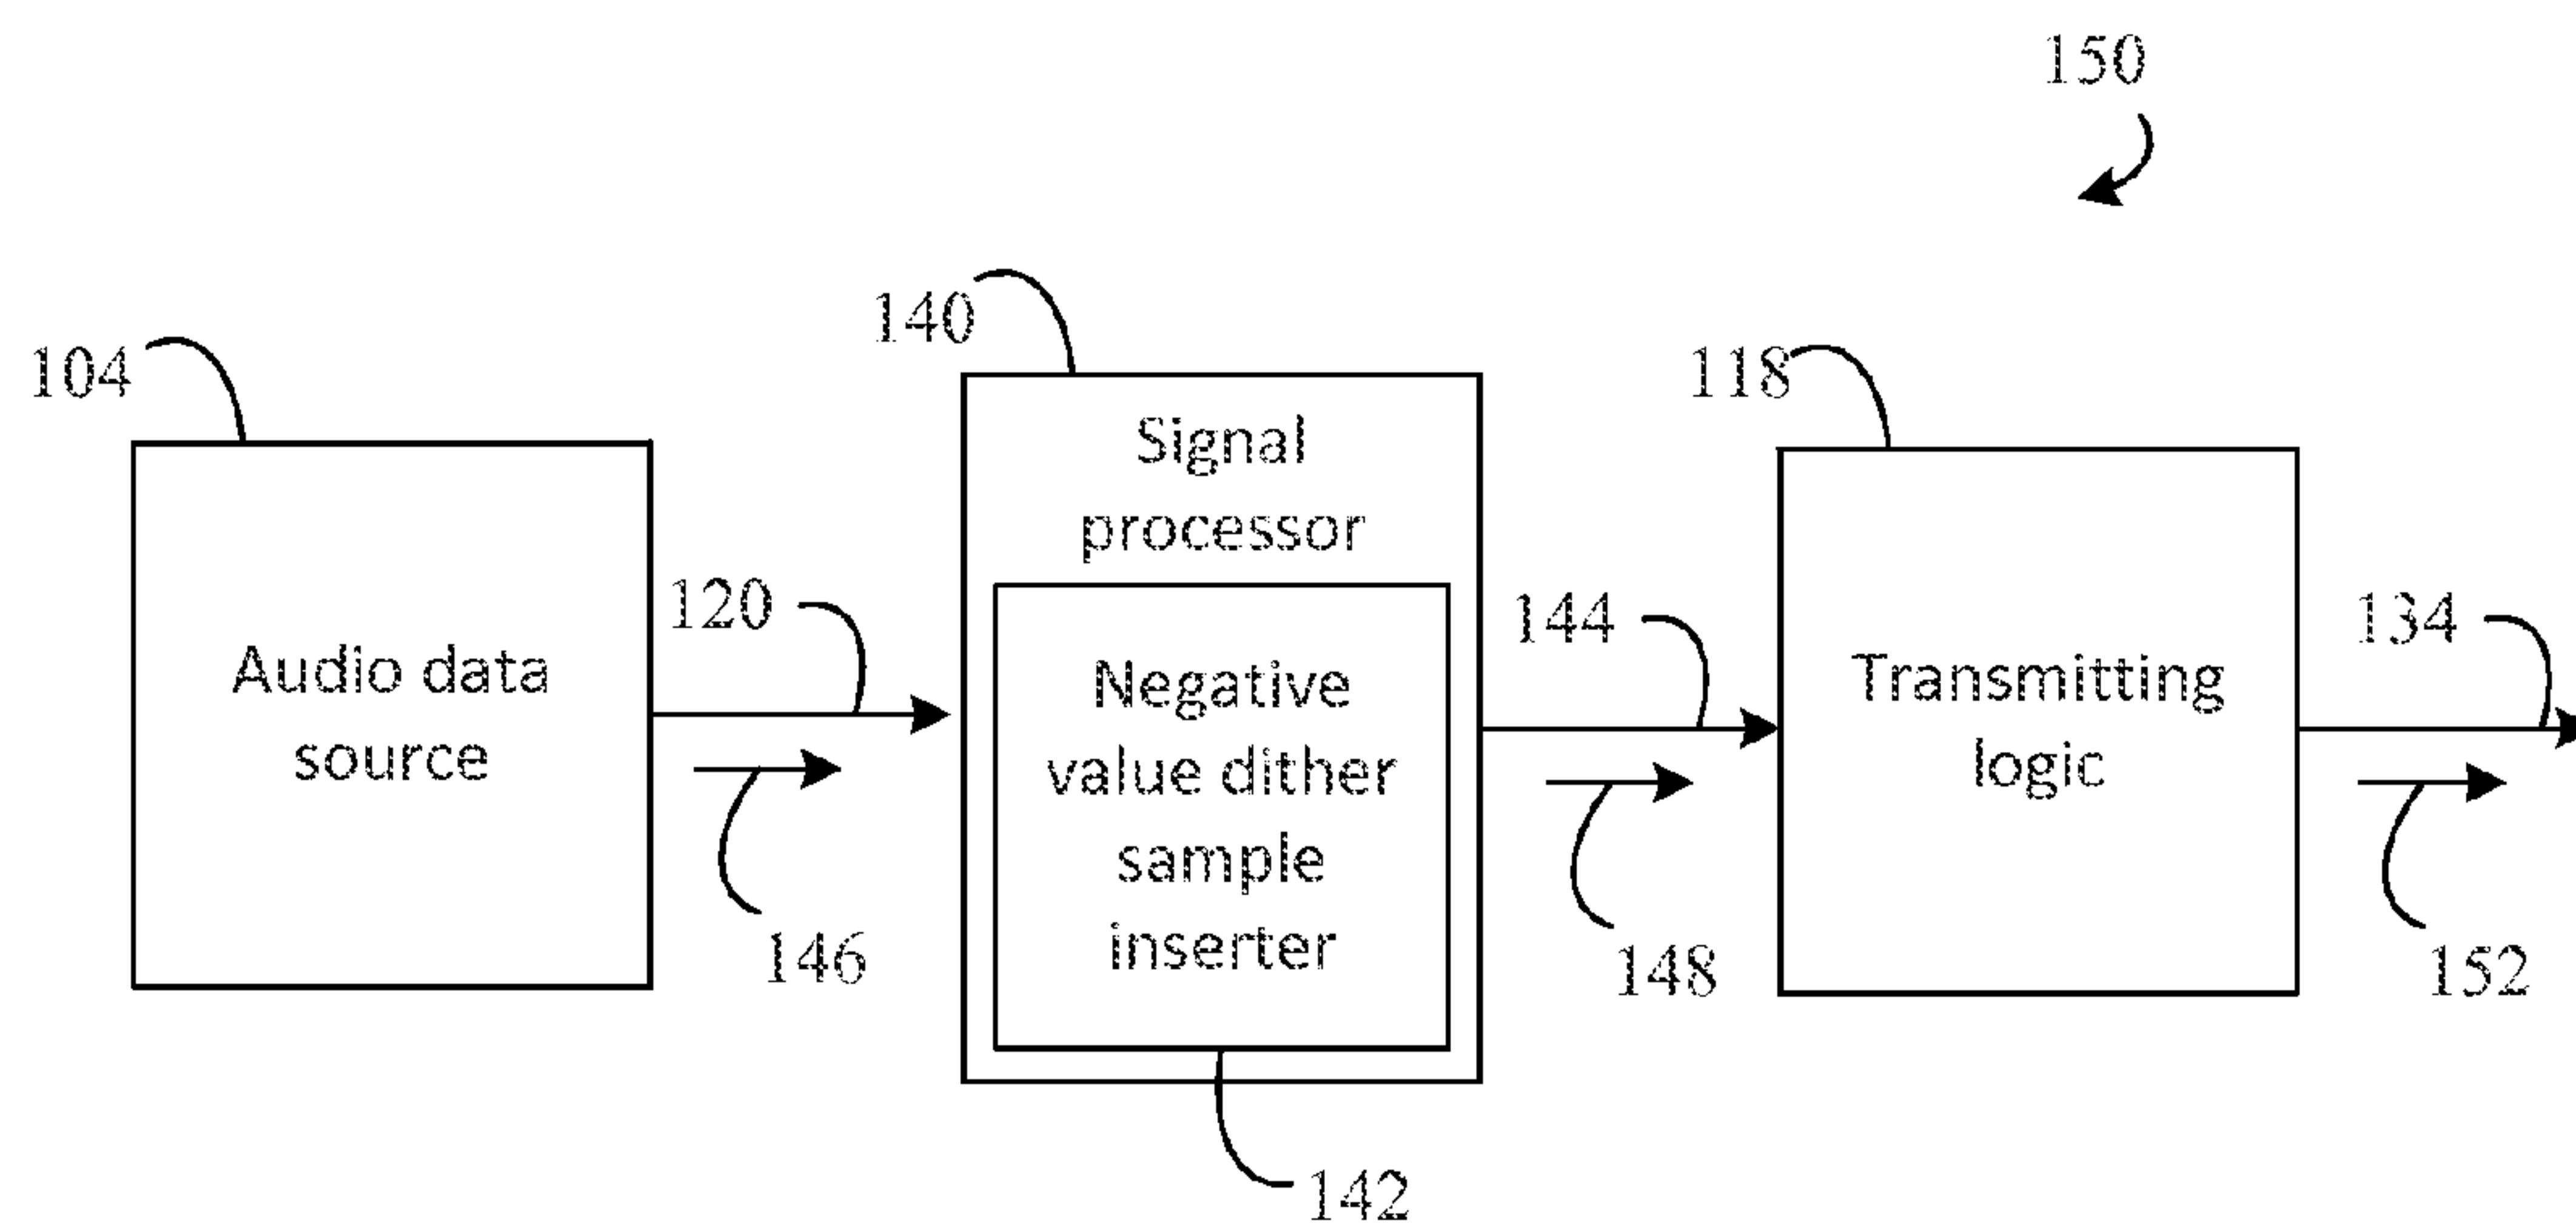 150
140
104
118
Signal
processor
120
144
134
Audio data
source
Negative
value dither
sample
inserter
Transmitting
logic
146
148
152
142